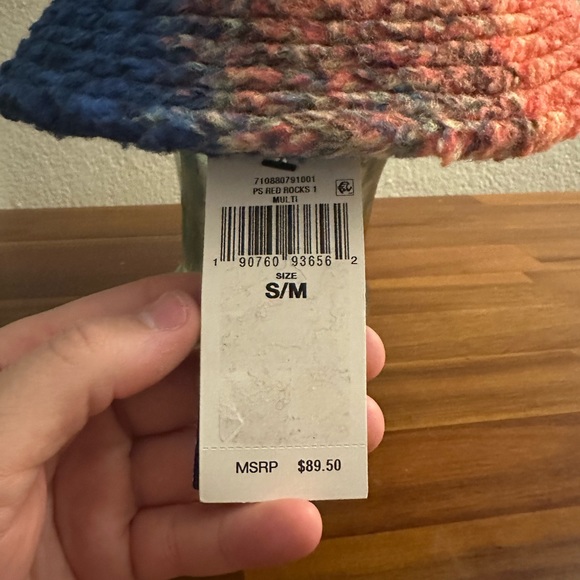 710880791001
PS RED ROCKS 1
MULTI
1 90760 93656 2
SIZE
S/M
MSRP $89.50